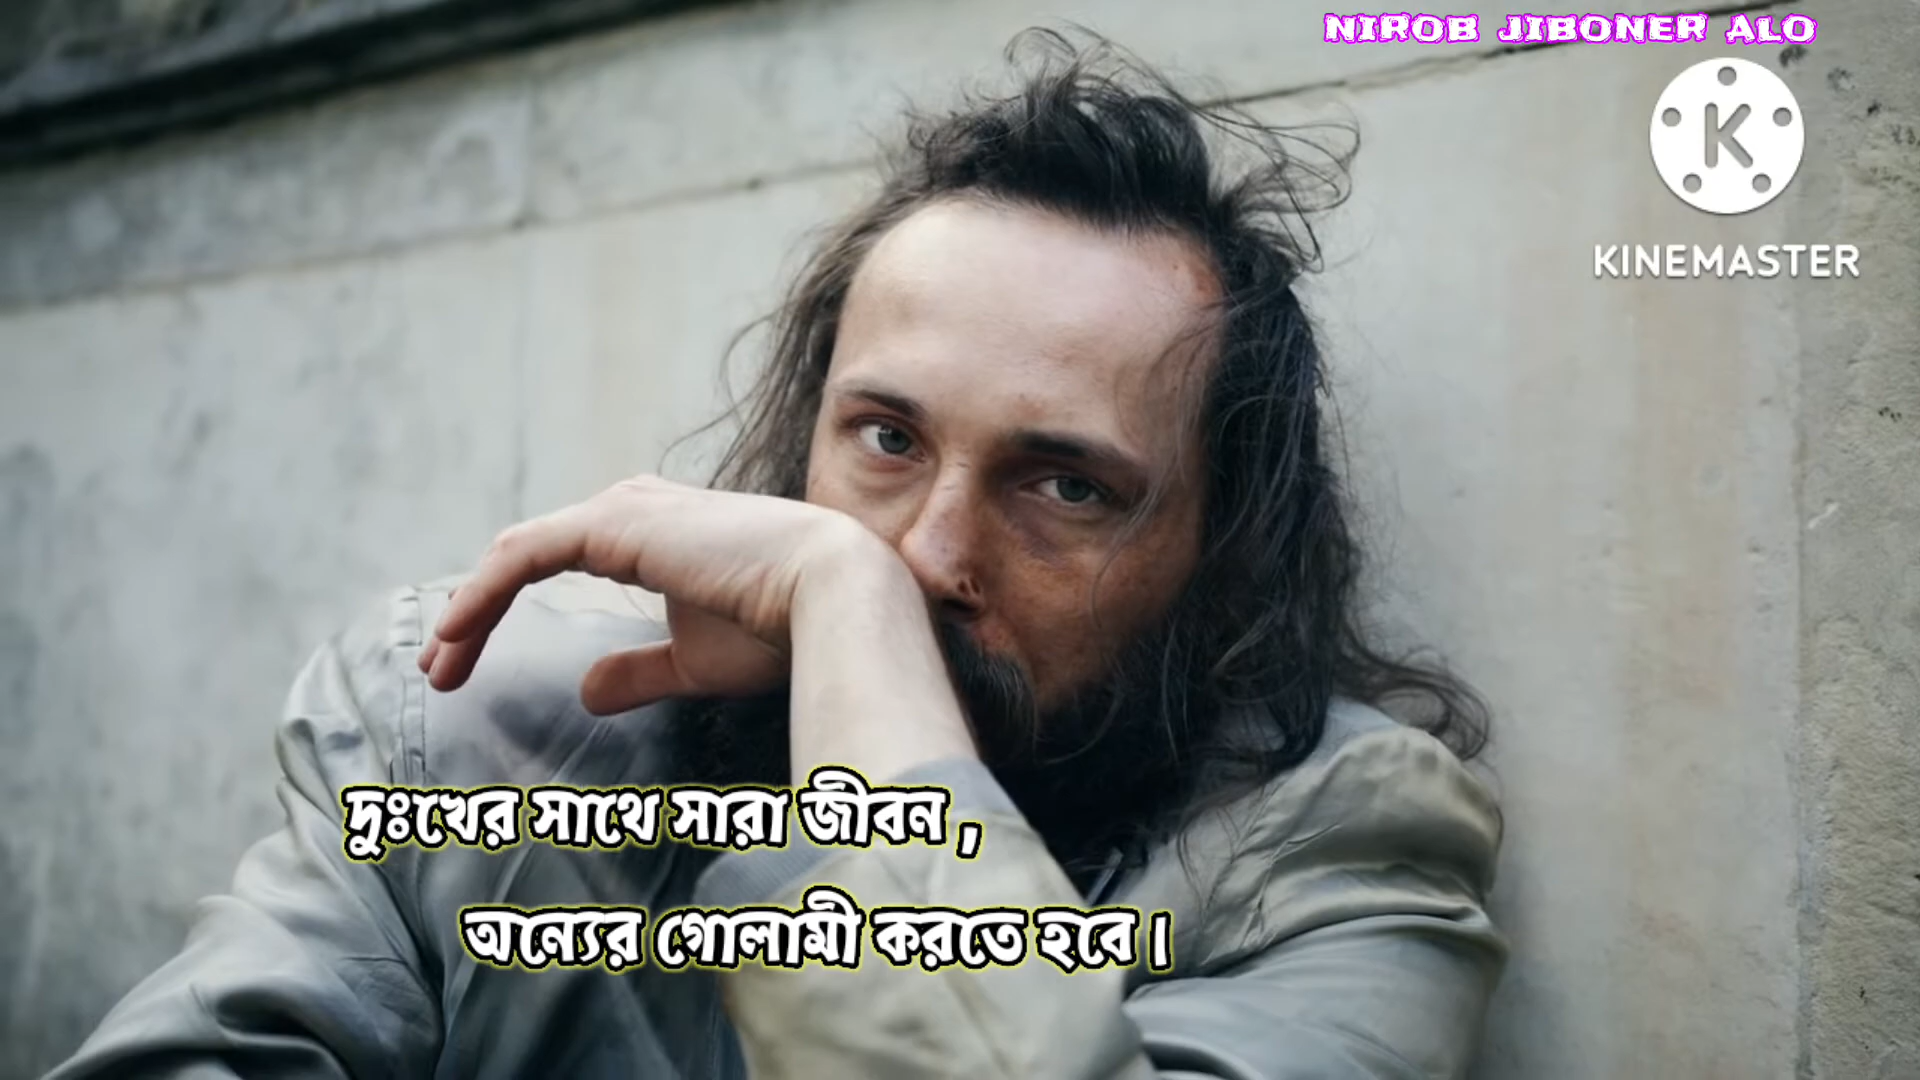 NIROB JIBONER ALO
KINEMASTER
দুঃখের সাথে সারা জীবন,
অন্যের গোলামী করতে হবে।